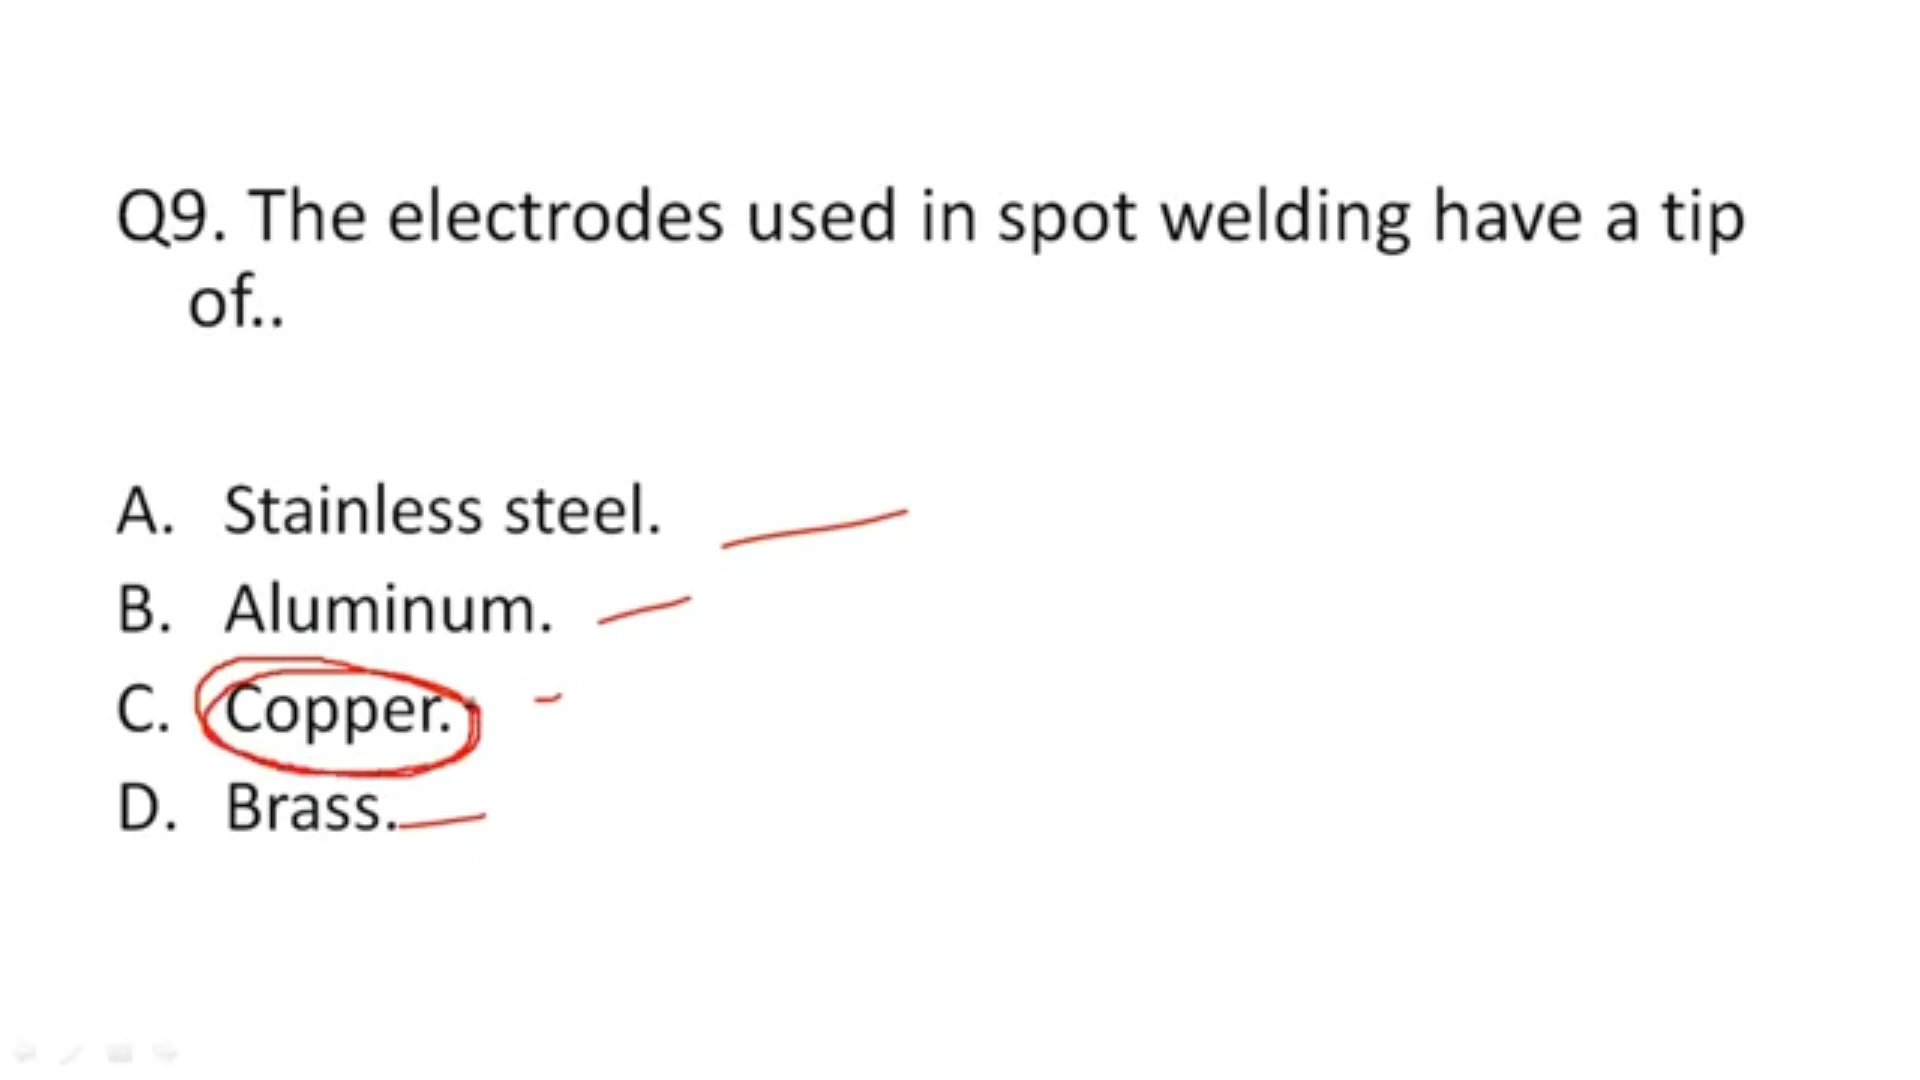 Q9. The electrodes used in spot welding have a tip
of..
A. Stainless steel.
B. Aluminum.
C. Copper.
D. Brass.